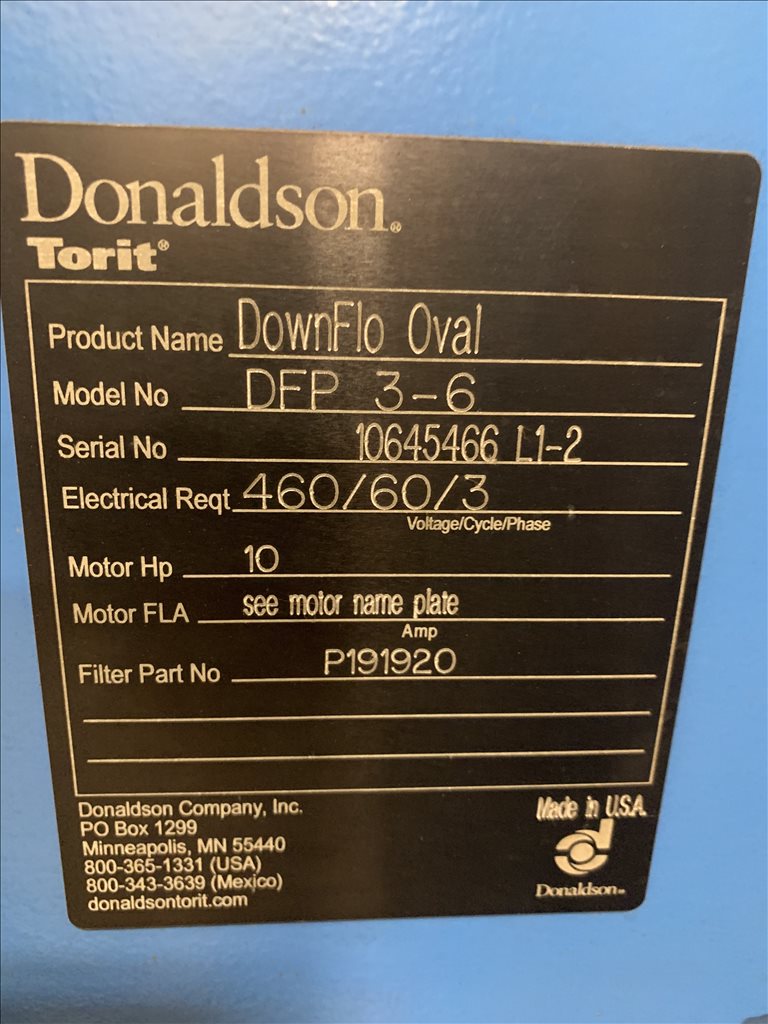 Donaldson®
Torit®
Product Name DownFlo Oval
Model No DFP 3-6
Serial No 10645466 L1-2
Electrical Reqt 460/60/3
Voltage/Cycle/Phase
Motor Hp 10
Motor FLA see motor name plate
Amp
Filter Part No P191920
Donaldson Company, Inc.
PO Box 1299
Minneapolis, MN 55440
800-365-1331 (USA)
800-343-3639 (Mexico)
donaldsontorit.com
Made in U.S.A.
Donaldson™